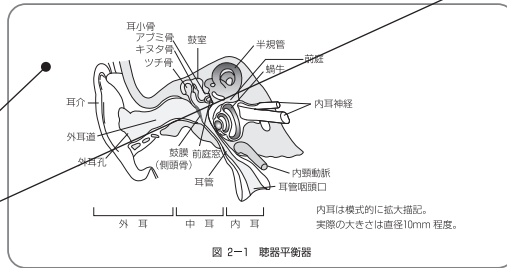 耳小骨
アブミ骨
キヌタ骨
ツチ骨
鼓室
半規管
前庭
蝸牛
耳介
内耳神経
外耳道
外耳孔
鼓膜
(側頭骨)
前庭窓
耳管
内頸動脈
耳管咽頭口
外 耳
中 耳
内 耳
内耳は模式的に拡大描記。
実際の大きさは直径10mm 程度。
図 2-1 聴器平衡器